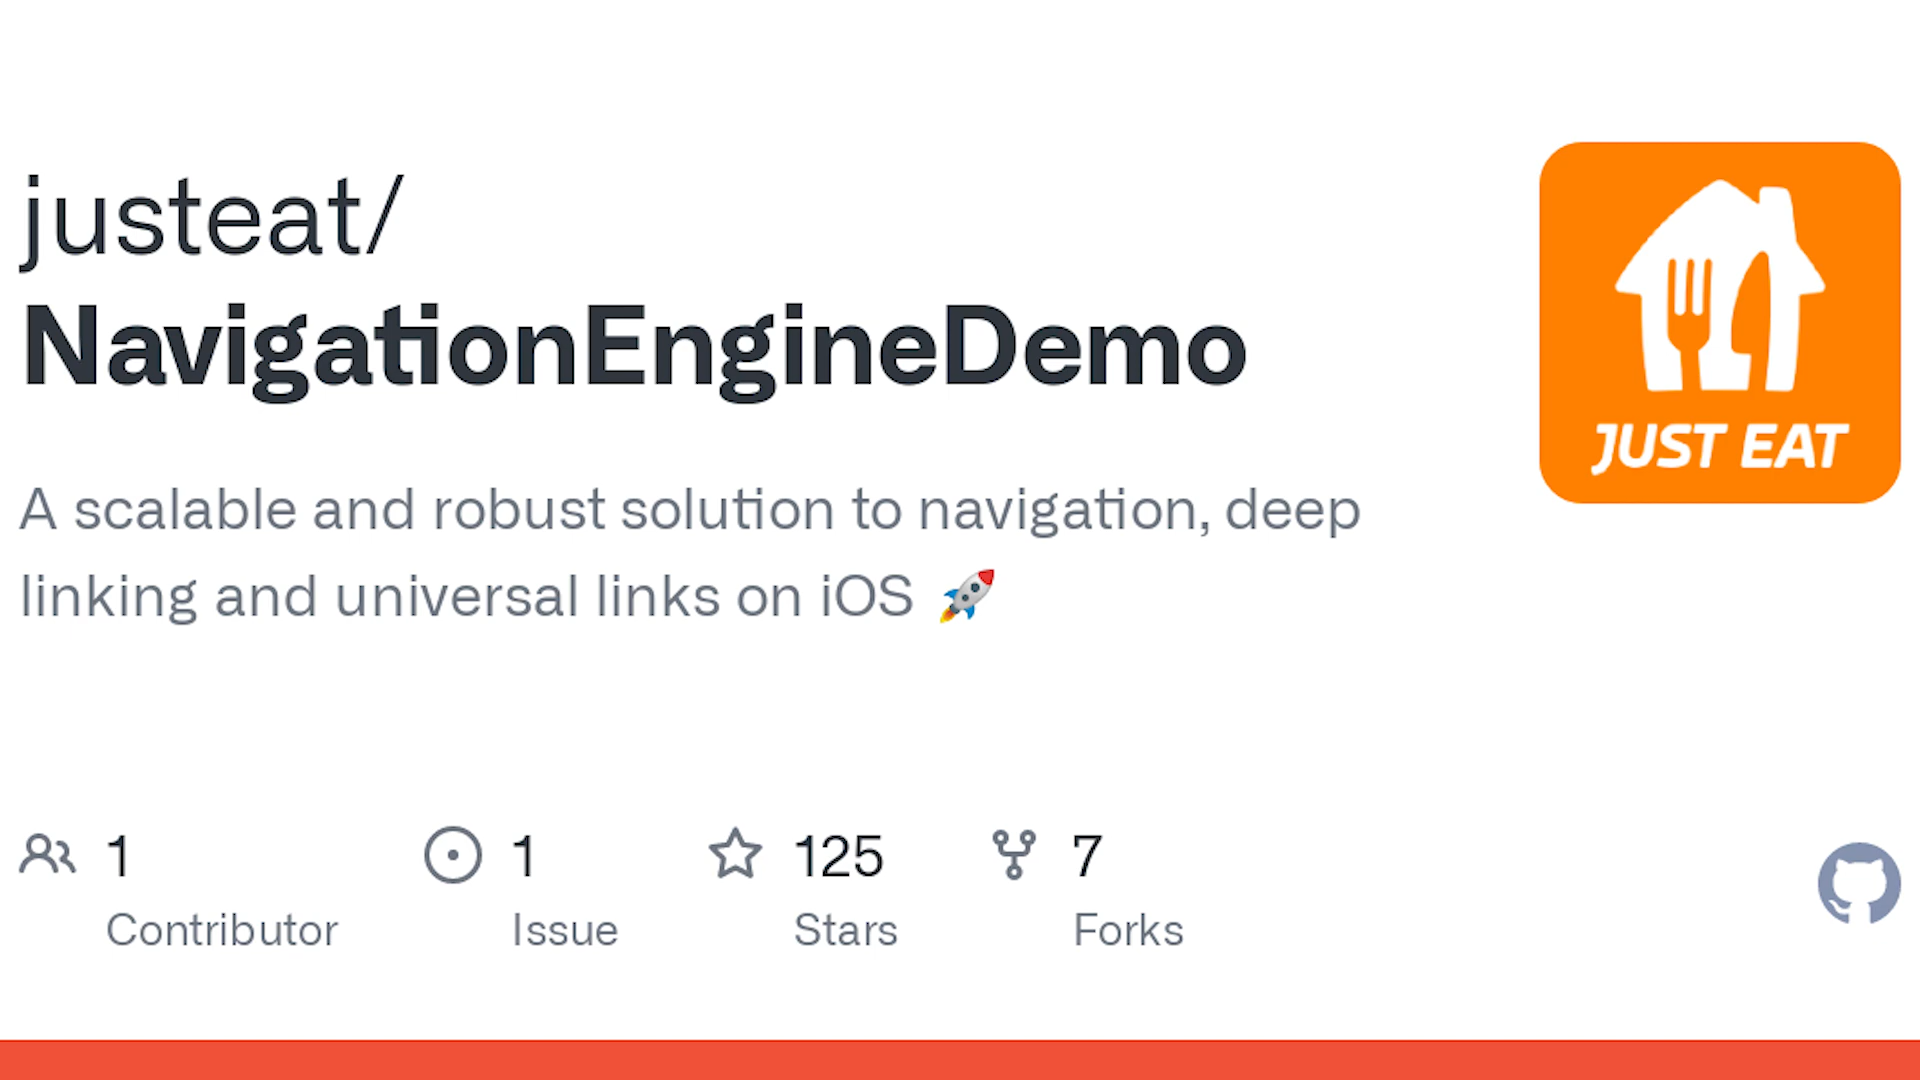 justeat/
NavigationEngineDemo
A scalable and robust solution to navigation, deep
linking and universal links on iOS 🚀
JUST EAT
1
Contributor
1
Issue
125
Stars
7
Forks